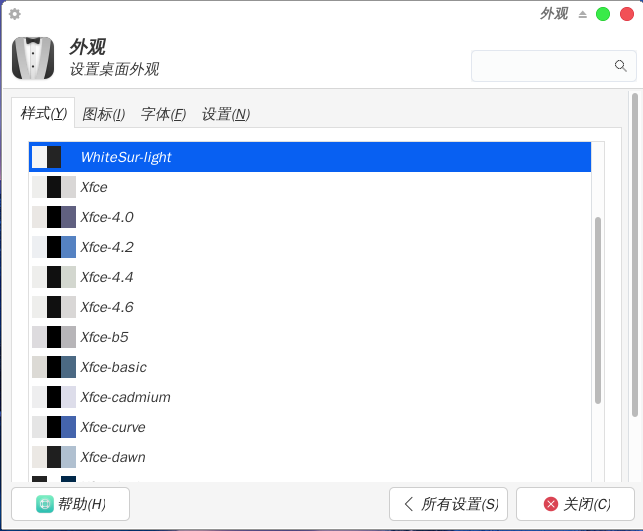 外观
外观
设置桌面外观
样式(Y) 图标(I) 字体(F) 设置(N)
WhiteSur-light
Xfce
Xfce-4.0
Xfce-4.2
Xfce-4.4
Xfce-4.6
Xfce-b5
Xfce-basic
Xfce-cadmium
Xfce-curve
Xfce-dawn
帮助(H) 所有设置(S) 关闭(C)